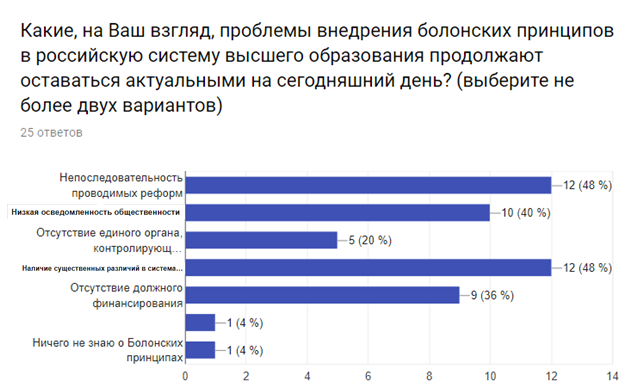 Какие, на Ваш взгляд, проблемы внедрения болонских принципов
в российскую систему высшего образования продолжают
оставаться актуальными на сегодняшний день? (выберите не
более двух вариантов)
25 ответов
Непоследовательность
проводимых реформ
12 (48 %)
Низкая осведомленность общественности
10 (40 %)
Отсутствие единого органа,
контролирующ…
5 (20 %)
Наличие существенных различий в система…
12 (48 %)
Отсутствие должного
финансирования
9 (36 %)
1 (4 %)
Ничего не знаю о Болонских
принципах
1 (4 %)
0 2 4 6 8 10 12 14